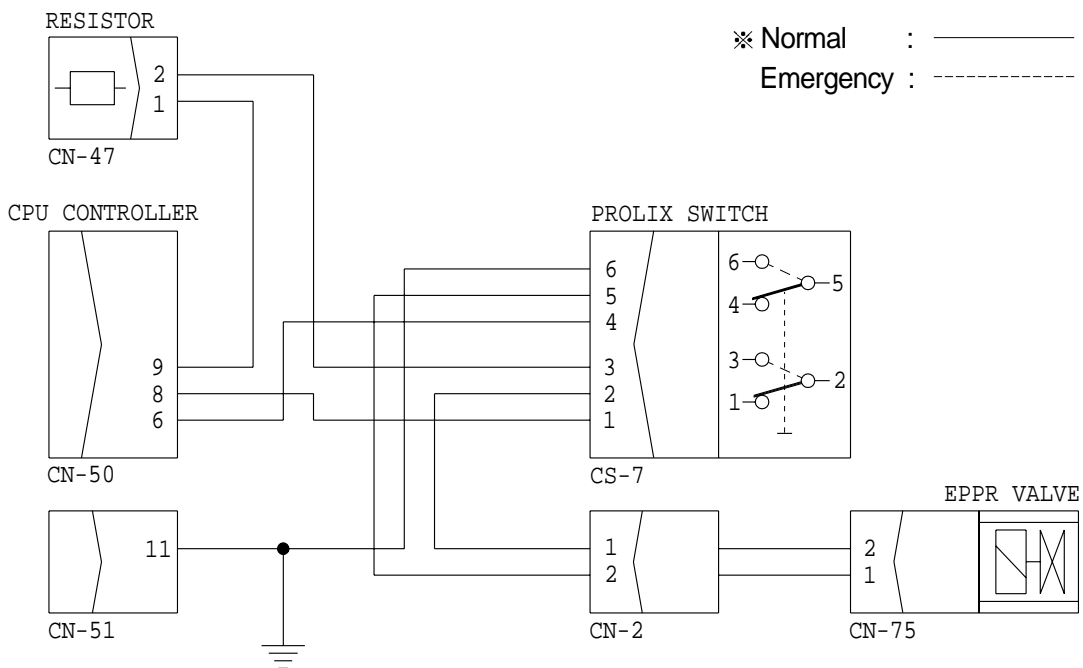 RESISTOR
2
1
CN-47
※ Normal : 
Emergency :
CPU CONTROLLER
9
8
6
CN-50
PROLIX SWITCH
6
5
4
3
2
1
6
5
4
3
2
1
CS-7
11
CN-51
1
2
CN-2
EPPR VALVE
2
1
CN-75